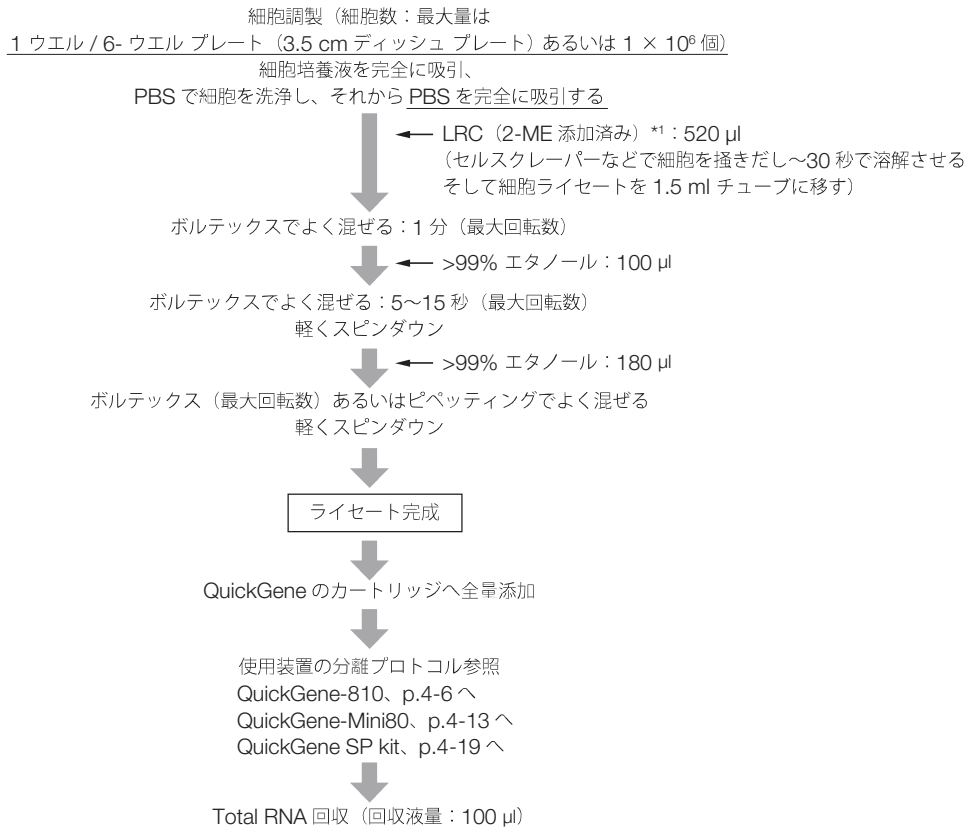 細胞調製（細胞数：最大量は
1 ウエル / 6- ウエル プレート（3.5 cm ディッシュ プレート）あるいは 1 × 10⁶ 個）
細胞培養液を完全に吸引、
PBS で細胞を洗浄し、それから PBS を完全に吸引する
LRC（2-ME 添加済み）*¹：520 µl
（セルスクレーパーなどで細胞を掻きだし～30 秒で溶解させる
そして細胞ライセートを 1.5 ml チューブに移す）
ボルテックスでよく混ぜる：1 分（最大回転数）
>99% エタノール：100 µl
ボルテックスでよく混ぜる：5～15 秒（最大回転数）
軽くスピンダウン
>99% エタノール：180 µl
ボルテックス（最大回転数）あるいはピペッティングでよく混ぜる
軽くスピンダウン
ライセート完成
QuickGene のカートリッジへ全量添加
使用装置の分離プロトコル参照
QuickGene-810、p.4-6 へ
QuickGene-Mini80、p.4-13 へ
QuickGene SP kit、p.4-19 へ
Total RNA 回収（回収液量：100 µl）